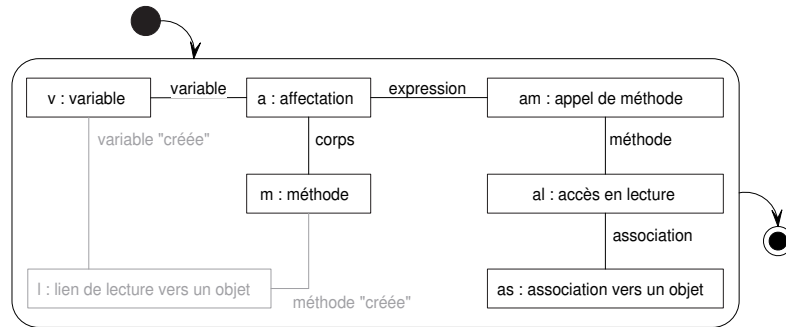 variable
expression
v : variable
a : affectation
am : appel de méthode
variable "créée"
corps
méthode
m : méthode
al : accès en lecture
association
l : lien de lecture vers un objet
as : association vers un objet
méthode "créée"